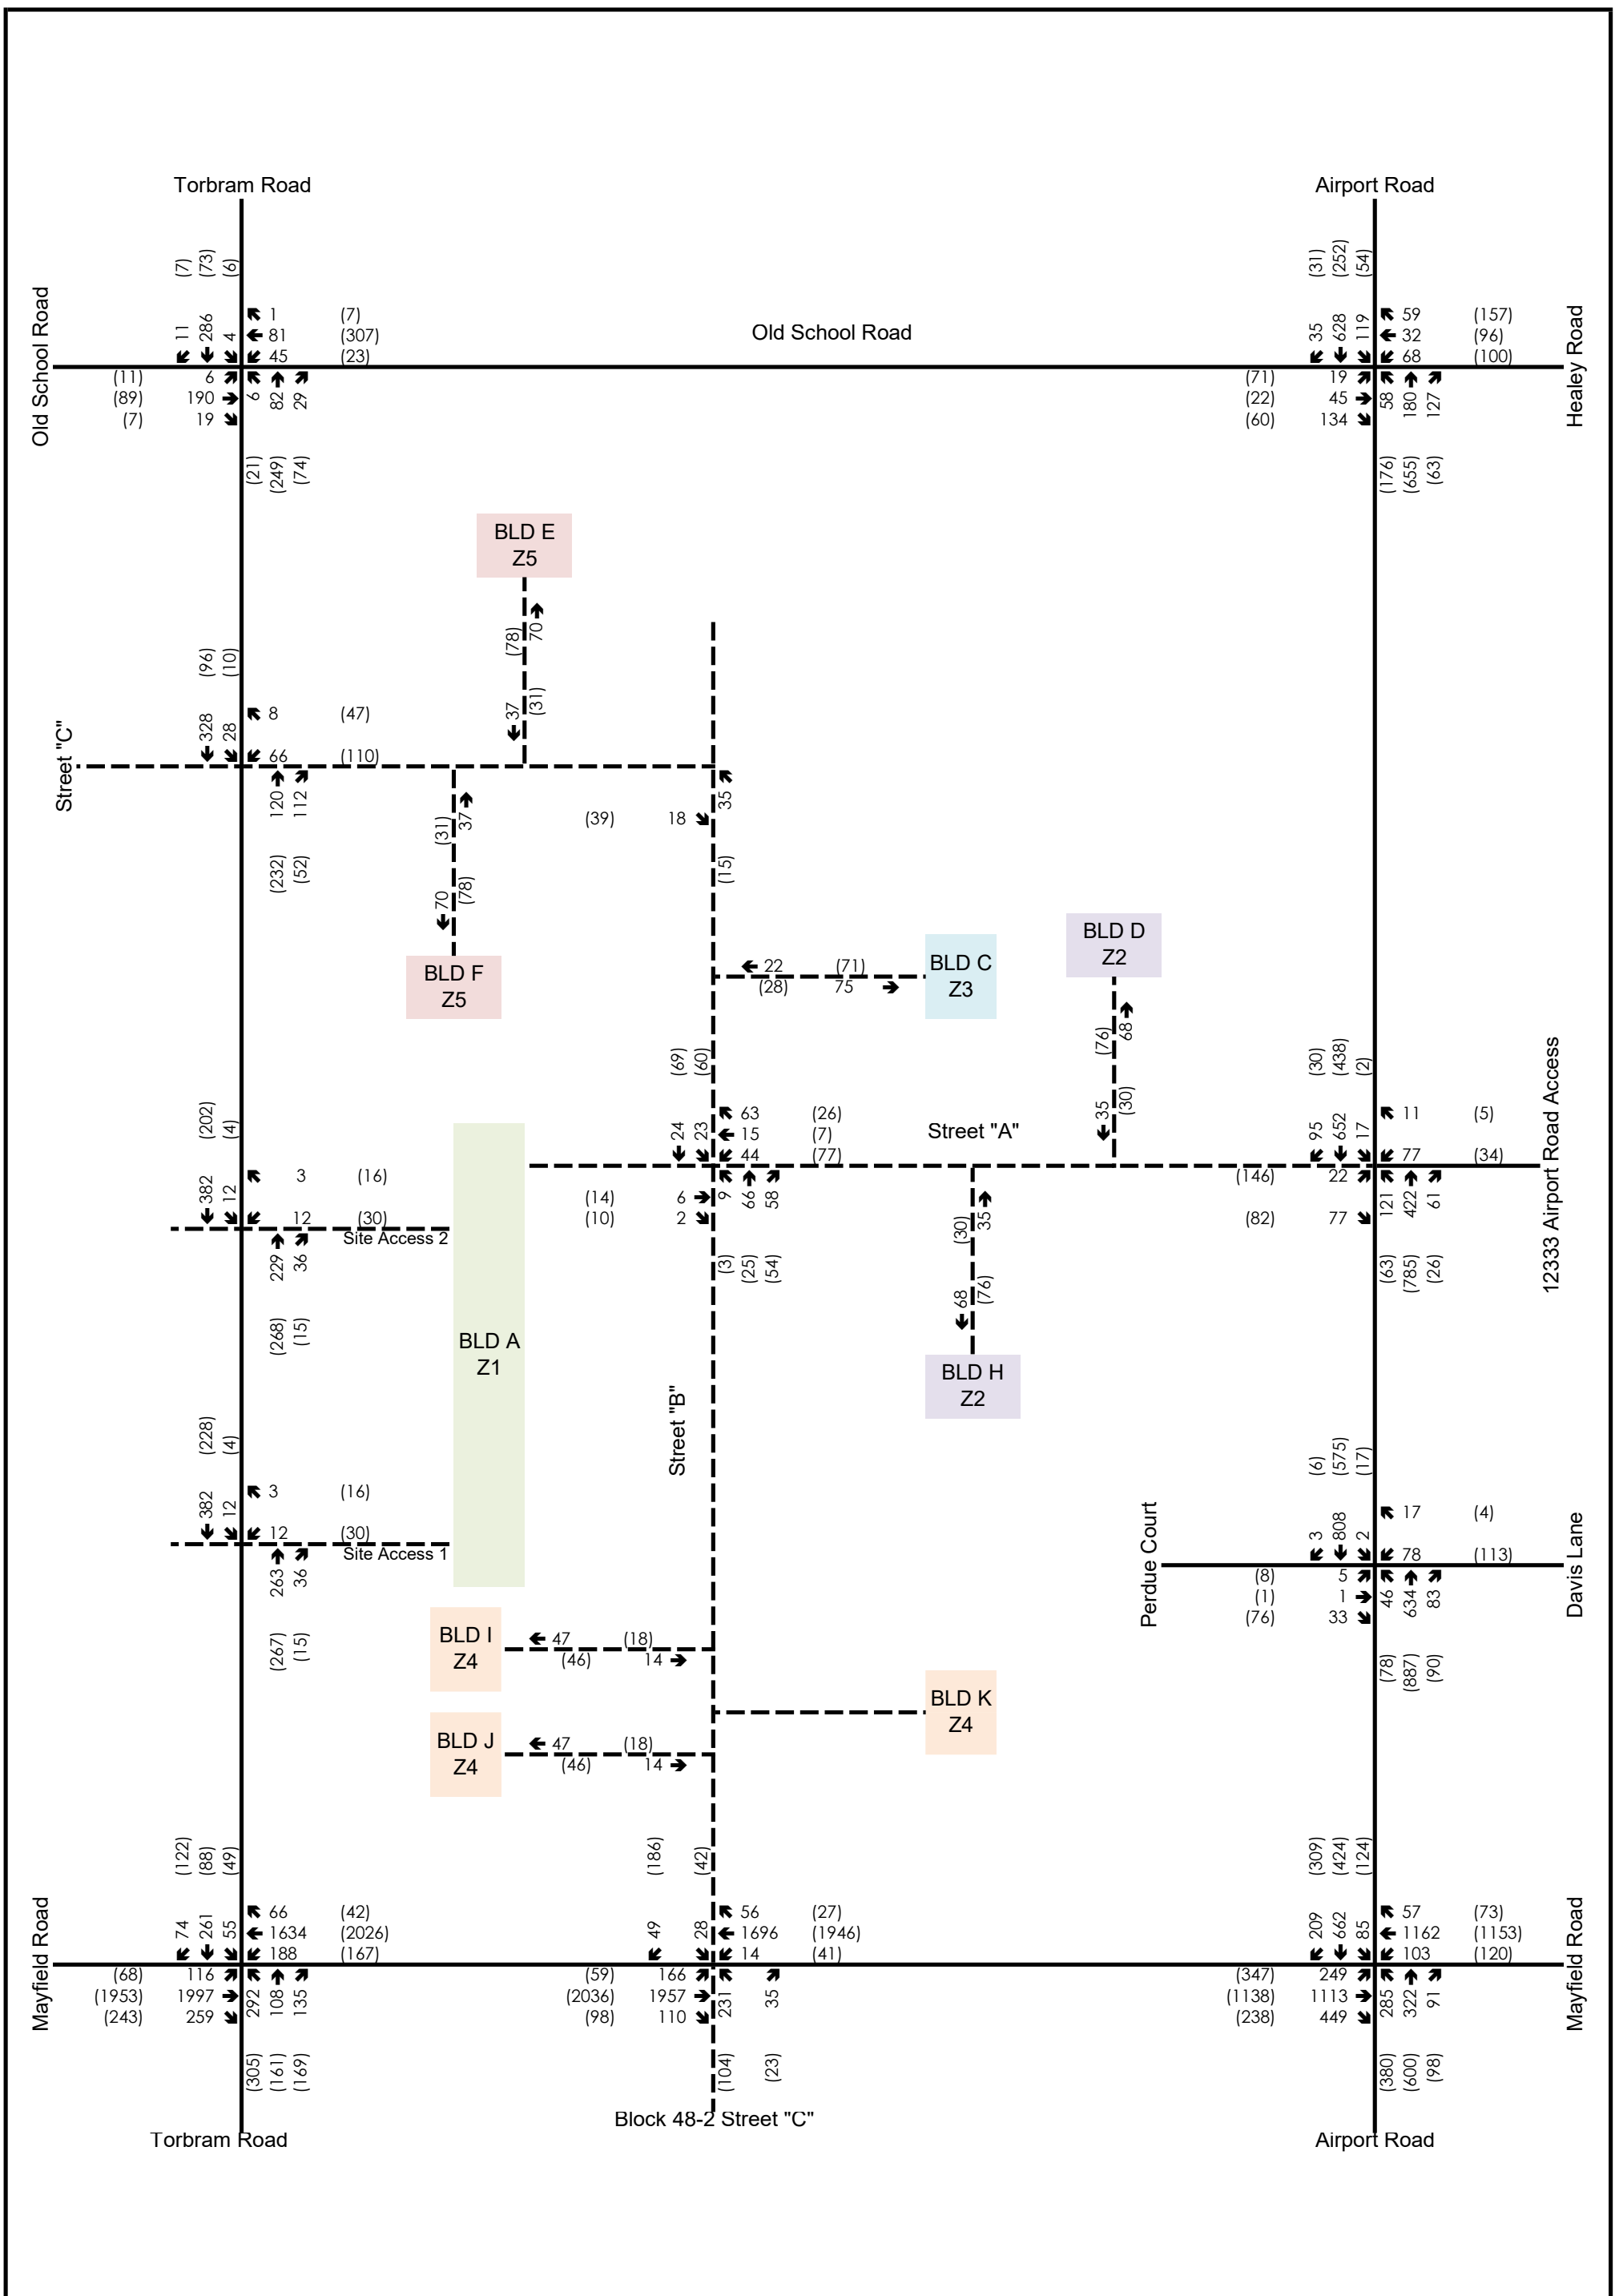 Torbram Road
Airport Road
(7) (73) (6)
(31) (252) (54)
Old School Road
11 286 4
1 (7)
81 (307)
45 (23)
Old School Road
35 628 119
59 (157)
32 (96)
68 (100)
Healey Road
(11) 6
(89) 190
(7) 19
6 82 29
(71) 19
(22) 45
(60) 134
58 180 127
(21) (249) (74)
(176) (655) (63)
BLD E
Z5
(78) 70
37 (31)
(96) (10)
Street "C"
328 28
8 (47)
66 (110)
120 112
(232) (52)
35
(39) 18
(15)
(31) 37
70 (78)
BLD F
Z5
22 (71)
(28) 75
BLD C
Z3
BLD D
Z2
(76) 68
35 (30)
(69) (60)
(30) (438) (2)
12333 Airport Road Access
(202) (4)
24 23
63 (26)
15 (7)
44 (77)
Street "A"
95 652 17
11 (5)
77 (34)
382 12
3 (16)
12 (30)
Site Access 2
229 36
(268) (15)
(14) 6
(10) 2
9 66 58
(3) (25) (54)
(30) 35
68 (76)
(146) 22
(82) 77
121 422 61
(63) (785) (26)
BLD A
Z1
BLD H
Z2
Street "B"
(228) (4)
382 12
3 (16)
12 (30)
Site Access 1
263 36
(267) (15)
(6) (575) (17)
Perdue Court
3 808 2
17 (4)
78 (113)
Davis Lane
(8) 5
(1) 1
(76) 33
46 634 83
(78) (887) (90)
BLD I
Z4
47 (18)
(46) 14
BLD K
Z4
BLD J
Z4
47 (18)
(46) 14
(122) (88) (49)
(186) (42)
(309) (424) (124)
Mayfield Road
74 261 55
66 (42)
1634 (2026)
188 (167)
49 28
56 (27)
1696 (1946)
14 (41)
209 662 85
57 (73)
1162 (1153)
103 (120)
Mayfield Road
(68) 116
(1953) 1997
(243) 259
292 108 135
(59) 166
(2036) 1957
(98) 110
231 35
(347) 249
(1138) 1113
(238) 449
285 322 91
(305) (161) (169)
(104) (23)
(380) (600) (98)
Block 48-2 Street "C"
Torbram Road
Airport Road